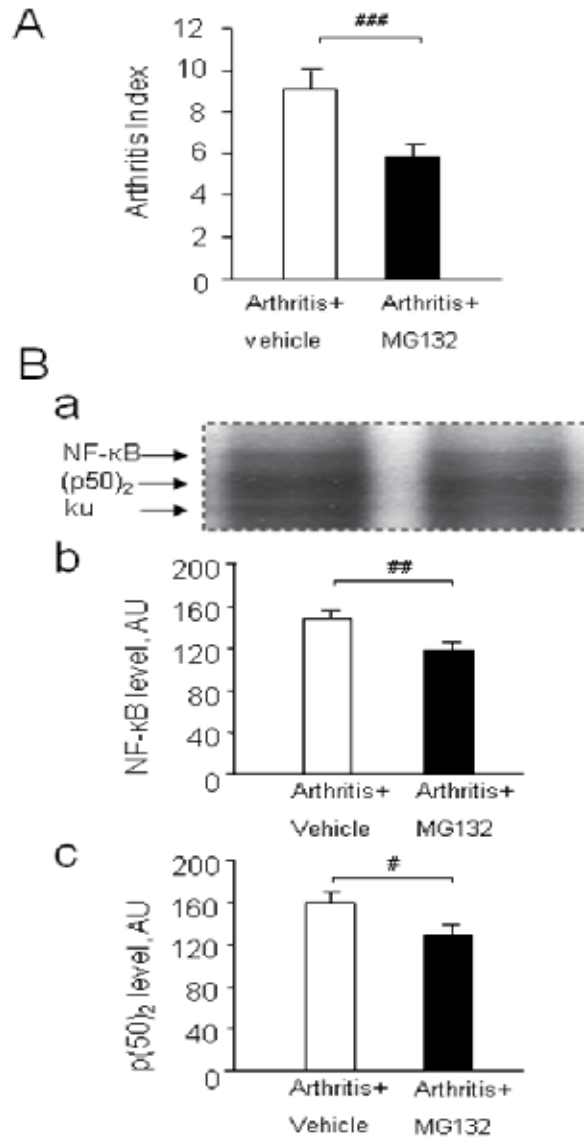 A
###
12
10
8
6
4
2
0
Arthritis Index
Arthritis+ Arthritis+
vehicle MG132
B
a
NF-κB
(p50)₂
ku
b
##
200
160
120
80
40
0
NF-κB level, AU
Arthritis+ Arthritis+
Vehicle MG132
c
#
200
160
120
80
40
0
p(50)₂ level, AU
Arthritis+ Arthritis+
Vehicle MG132